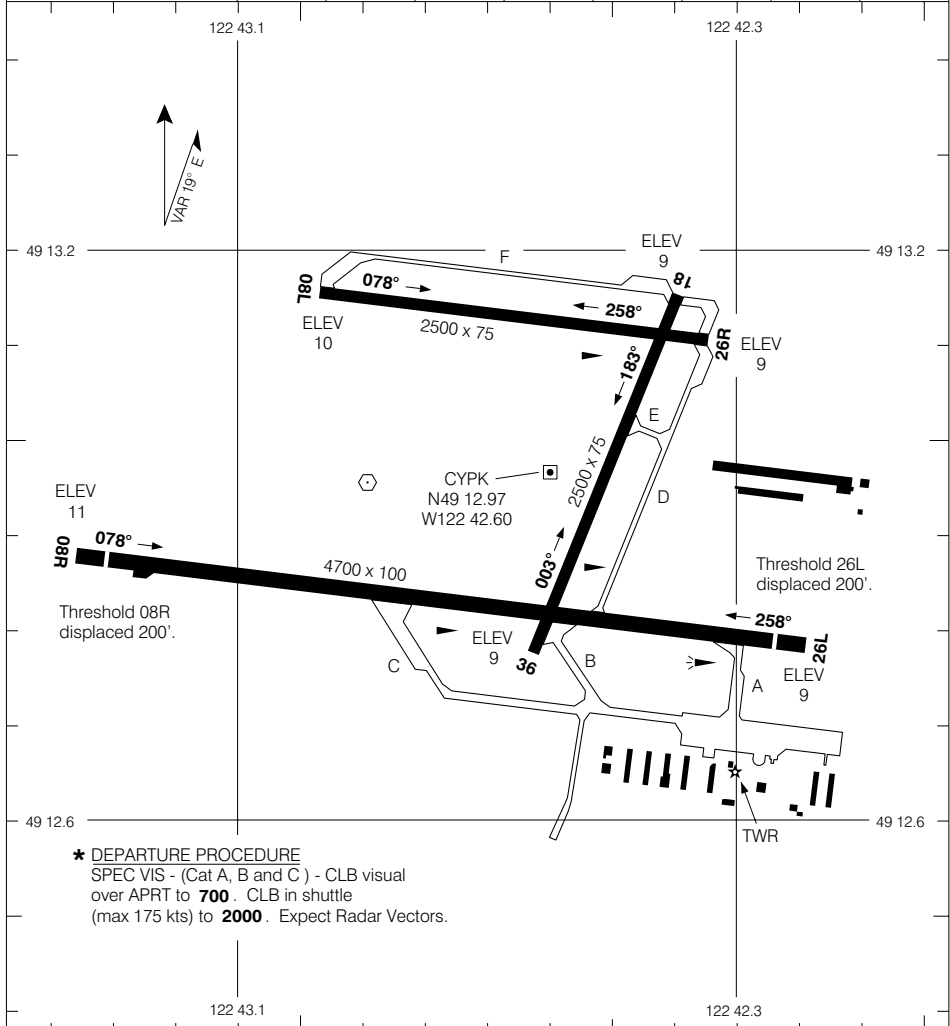 122 43.1
122 42.3
VAR 19° E
49 13.2
49 13.2
F
ELEV
9
18
08L
078°
258°
ELEV
10
2500 x 75
26R
ELEV
9
183°
E
2500 x 75
CYPK
N49 12.97
W122 42.60
D
ELEV
11
08R
078°
4700 x 100
003°
Threshold 26L
displaced 200'.
Threshold 08R
displaced 200'.
258°
26L
ELEV
9
36
C
B
A
ELEV
9
49 12.6
49 12.6
TWR
* DEPARTURE PROCEDURE
SPEC VIS - (Cat A, B and C ) - CLB visual
over APRT to 700 . CLB in shuttle
(max 175 kts) to 2000 . Expect Radar Vectors.
122 43.1
122 42.3